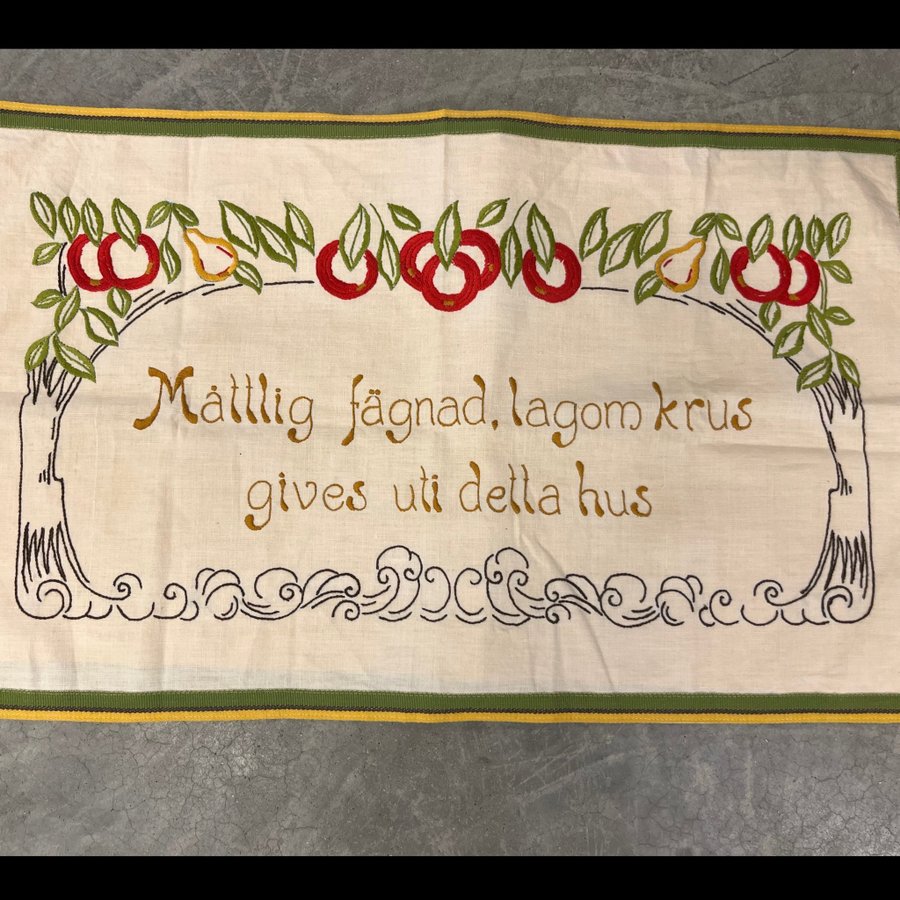 Måttlig fägnad, lagom krus
gives uti detta hus